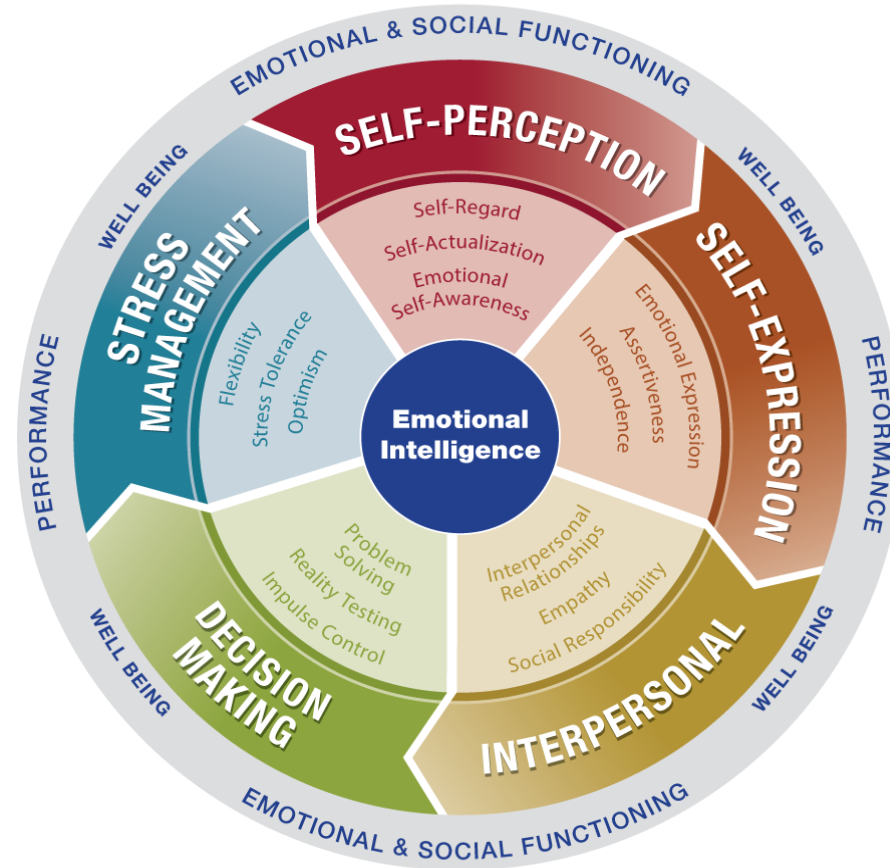 EMOTIONAL & SOCIAL FUNCTIONING
WELL BEING
WELL BEING
PERFORMANCE
PERFORMANCE
WELL BEING
WELL BEING
EMOTIONAL & SOCIAL FUNCTIONING
SELF-PERCEPTION
Self-Regard
Self-Actualization
Emotional
Self-Awareness
SELF-EXPRESSION
Emotional Expression
Assertiveness
Independence
INTERPERSONAL
Interpersonal
Relationships
Empathy
Social Responsibility
DECISION
MAKING
Problem
Solving
Reality Testing
Impulse Control
STRESS
MANAGEMENT
Flexibility
Stress Tolerance
Optimism
Emotional
Intelligence